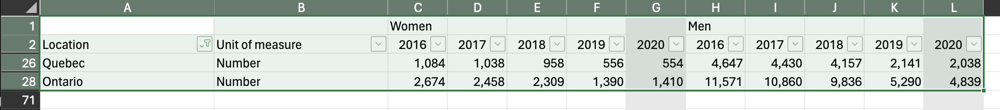 A B C D E F G H I J K L
1 Women Men
2 Location Unit of measure 2016 2017 2018 2019 2020 2016 2017 2018 2019 2020
26 Quebec Number 1,084 1,038 958 556 554 4,647 4,430 4,157 2,141 2,038
28 Ontario Number 2,674 2,458 2,309 1,390 1,410 11,571 10,860 9,836 5,290 4,839
71